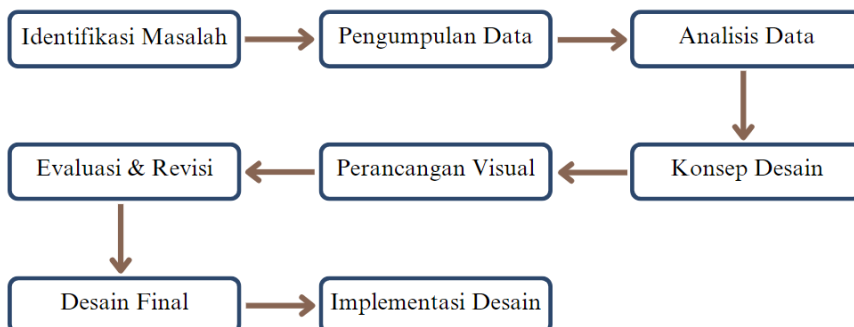 Identifikasi Masalah
Pengumpulan Data
Analisis Data
Konsep Desain
Perancangan Visual
Evaluasi & Revisi
Desain Final
Implementasi Desain